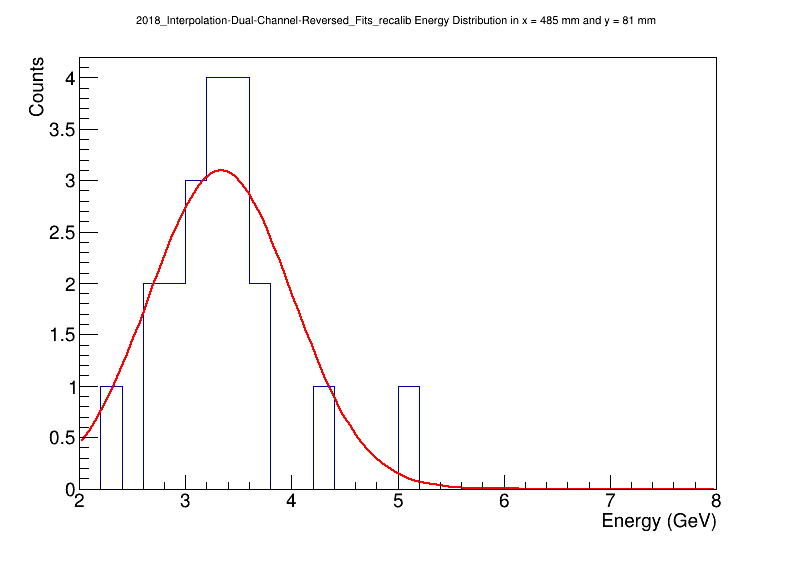 2018_Interpolation-Dual-Channel-Reversed_Fits_recalib Energy Distribution in x = 485 mm and y = 81 mm
Counts
4
3.5
3
2.5
2
1.5
1
0.5
0
2 3 4 5 6 7 8
Energy (GeV)